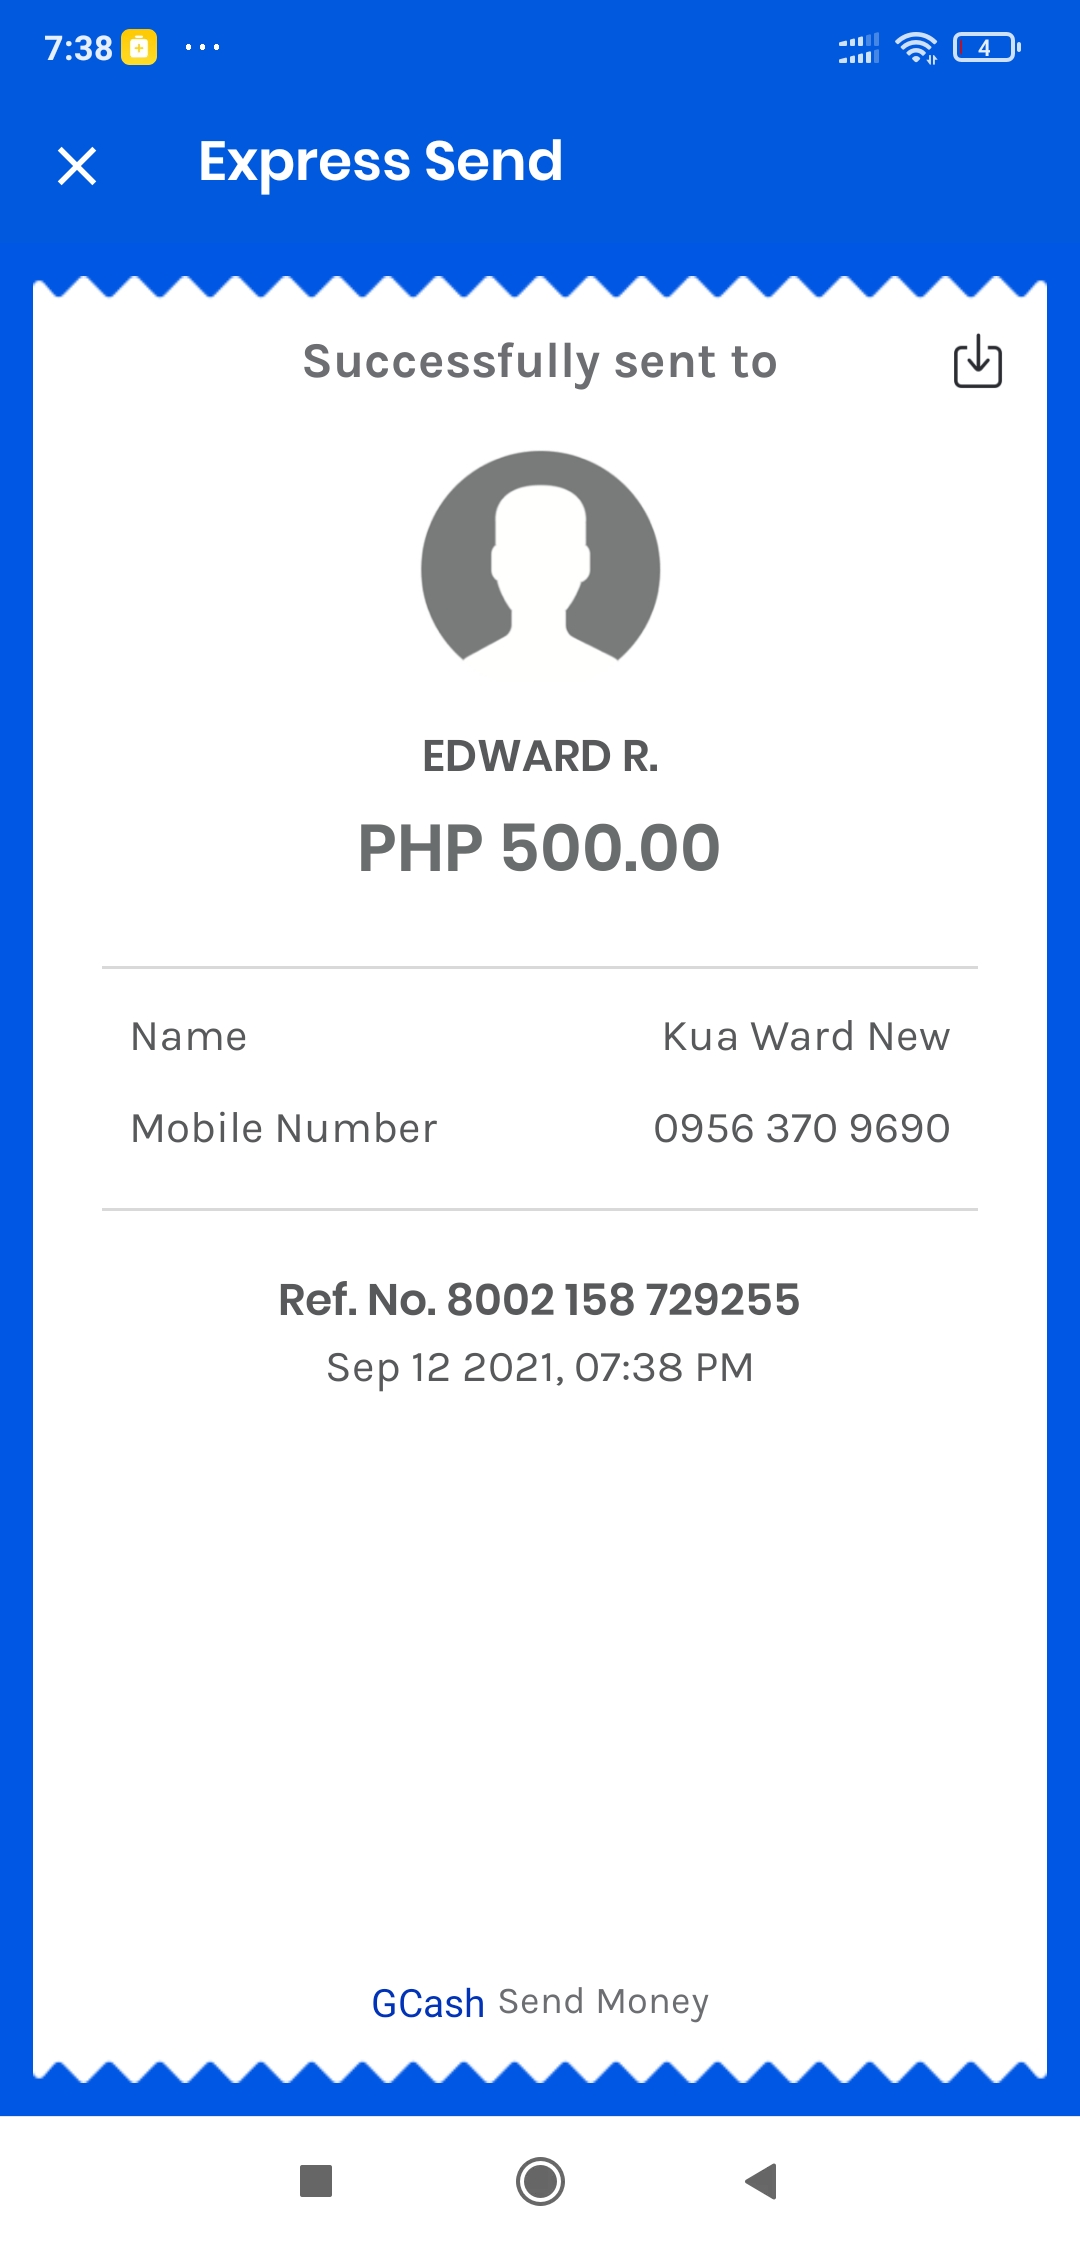 7:38
4
Express Send
Successfully sent to
EDWARD R.
PHP 500.00
Name Kua Ward New
Mobile Number 0956 370 9690
Ref. No. 8002 158 729255
Sep 12 2021, 07:38 PM
GCash Send Money